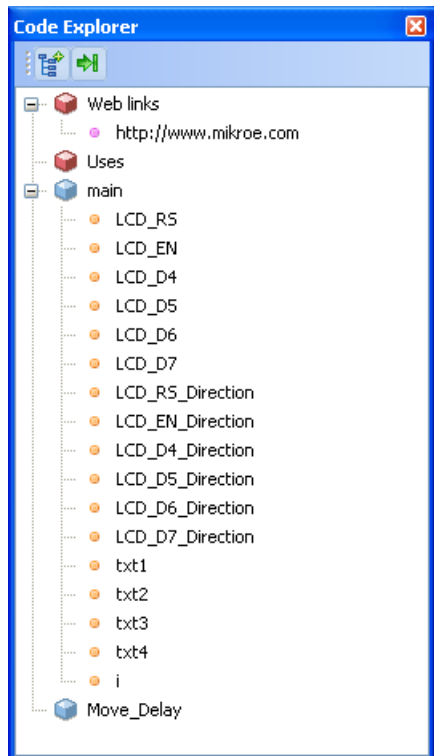 Code Explorer
Web links
http://www.mikroe.com
Uses
main
LCD_RS
LCD_EN
LCD_D4
LCD_D5
LCD_D6
LCD_D7
LCD_RS_Direction
LCD_EN_Direction
LCD_D4_Direction
LCD_D5_Direction
LCD_D6_Direction
LCD_D7_Direction
txt1
txt2
txt3
txt4
i
Move_Delay